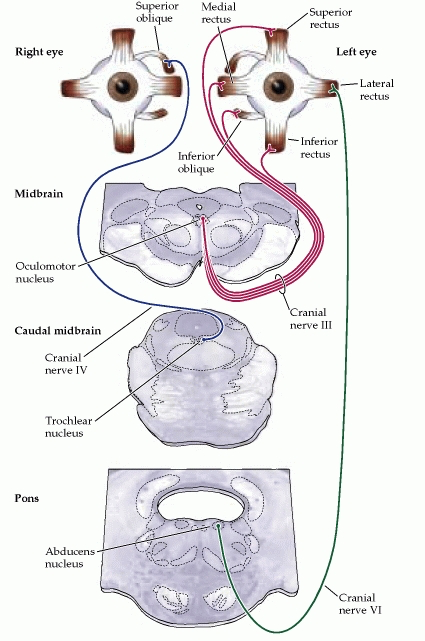 Superior
oblique
Medial
rectus
Superior
rectus
Right eye
Left eye
Lateral
rectus
Inferior
rectus
Inferior
oblique
Midbrain
Oculomotor
nucleus
Cranial
nerve III
Caudal midbrain
Cranial
nerve IV
Trochlear
nucleus
Pons
Abducens
nucleus
Cranial
nerve VI